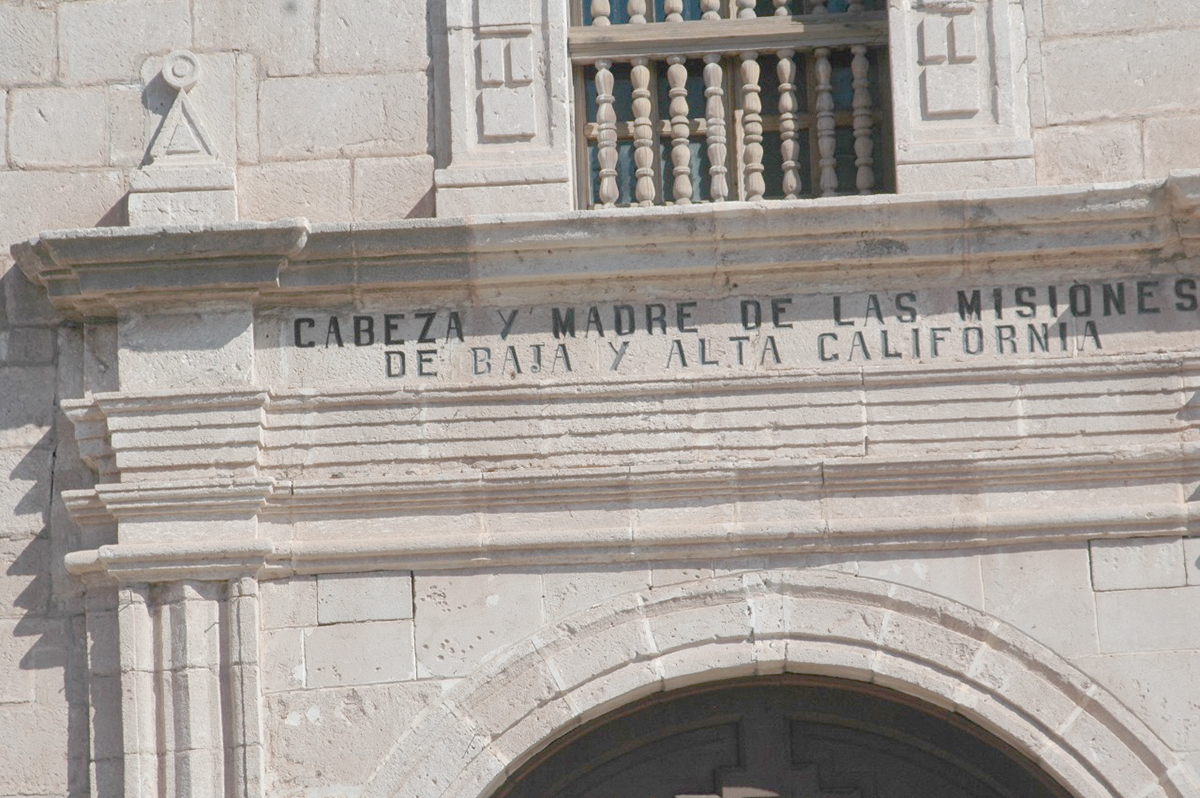 CABEZA Y MADRE DE LAS MISIONES
DE BAJA Y ALTA CALIFORNIA